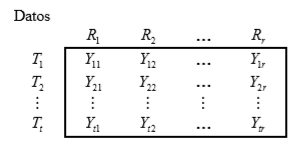 Datos
R₁ R₂ ... Rᵣ
T₁ Y₁₁ Y₁₂ ... Y₁ᵣ
T₂ Y₂₁ Y₂₂ ... Y₂ᵣ
⋮ ⋮ ⋮ ⋮ ⋮
Tₜ Yₜ₁ Yₜ₂ ... Yₜᵣ